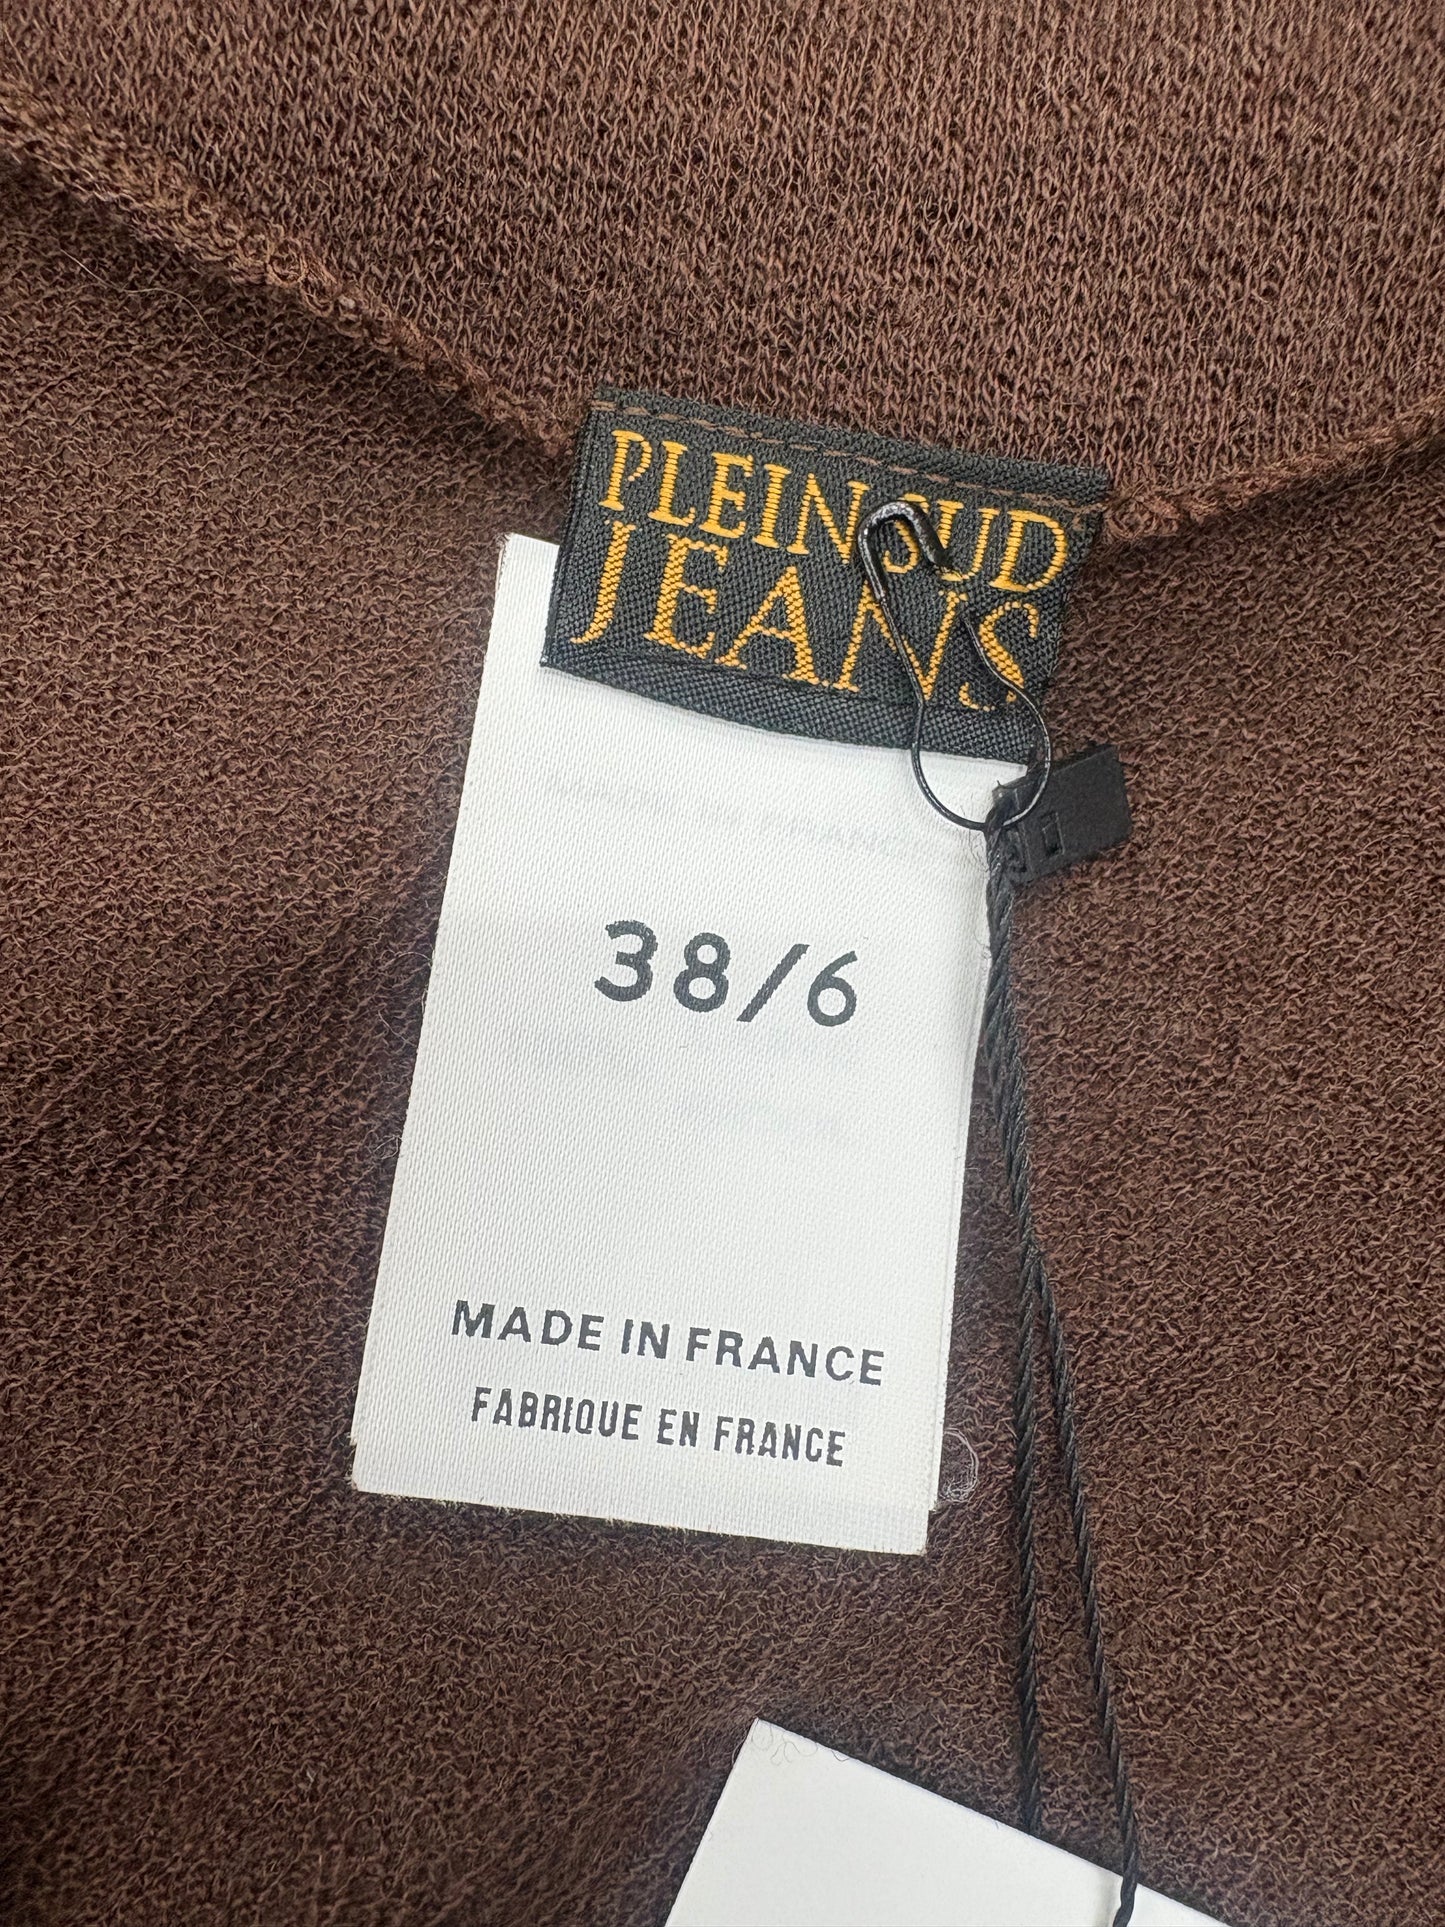 PLEIN SUD
JEANS
38/6
MADE IN FRANCE
FABRIQUE EN FRANCE